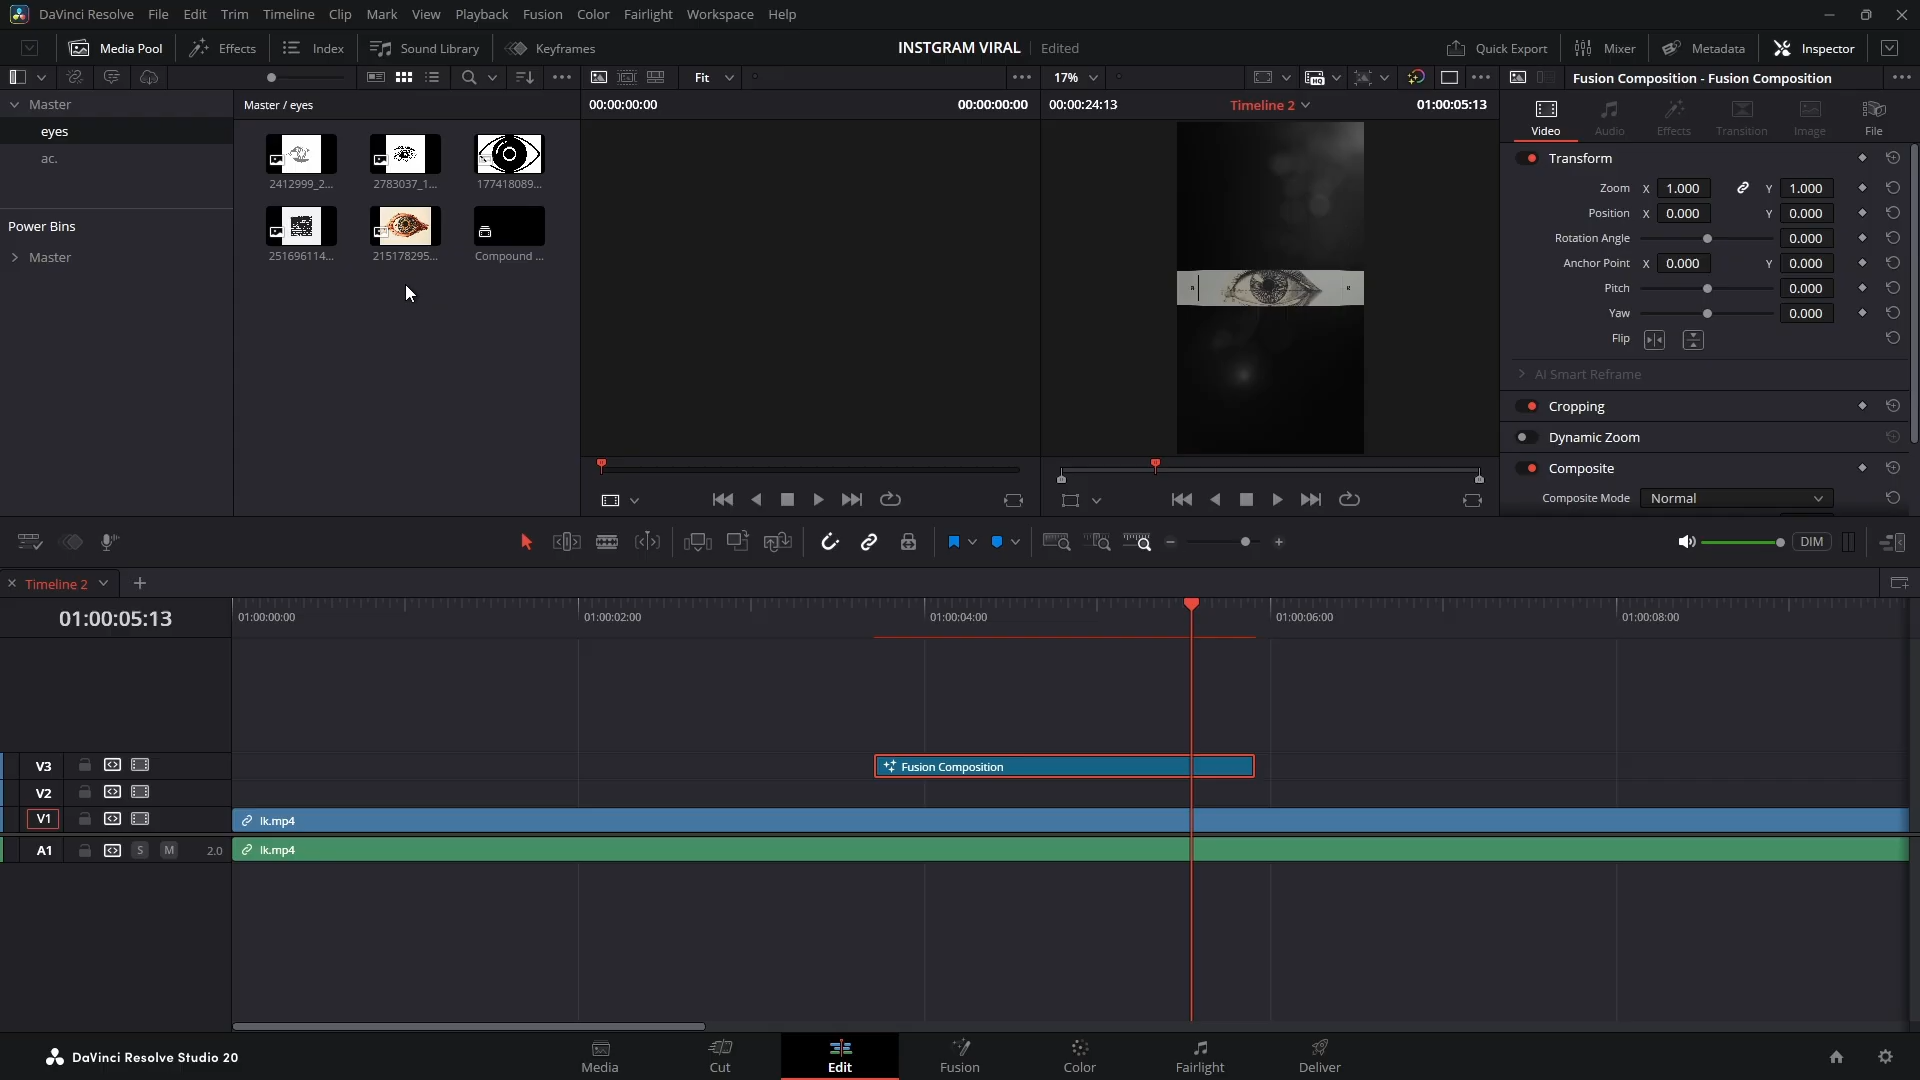 DaVinci Resolve File Edit Trim Timeline Clip Mark View Playback Fusion Color Fairlight Workspace Help
Media Pool Effects Index Sound Library Keyframes INSTGRAM VIRAL Edited Quick Export Mixer Metadata Inspector
Fit 17% Fusion Composition - Fusion Composition
Master Master / eyes 00:00:00:00 00:00:00:00 00:00:24:13 Timeline 2 01:00:05:13
eyes
ac.
Video Audio Effects Transition Image File
2412999_2... 2783037_1... 177418089...
251696114... 215178295... Compound ...
Power Bins
Master
Transform
Zoom X 1.000 Y 1.000
Position X 0.000 Y 0.000
Rotation Angle 0.000
Anchor Point X 0.000 Y 0.000
Pitch 0.000
Yaw 0.000
Flip
AI Smart Reframe
Cropping
Dynamic Zoom
Composite
Composite Mode Normal
DIM
Timeline 2
01:00:05:13 01:00:00:00 01:00:02:00 01:00:04:00 01:00:06:00 01:00:08:00
V3 Fusion Composition
V2
V1 lk.mp4
A1 S M 2.0 lk.mp4
DaVinci Resolve Studio 20 Media Cut Edit Fusion Color Fairlight Deliver